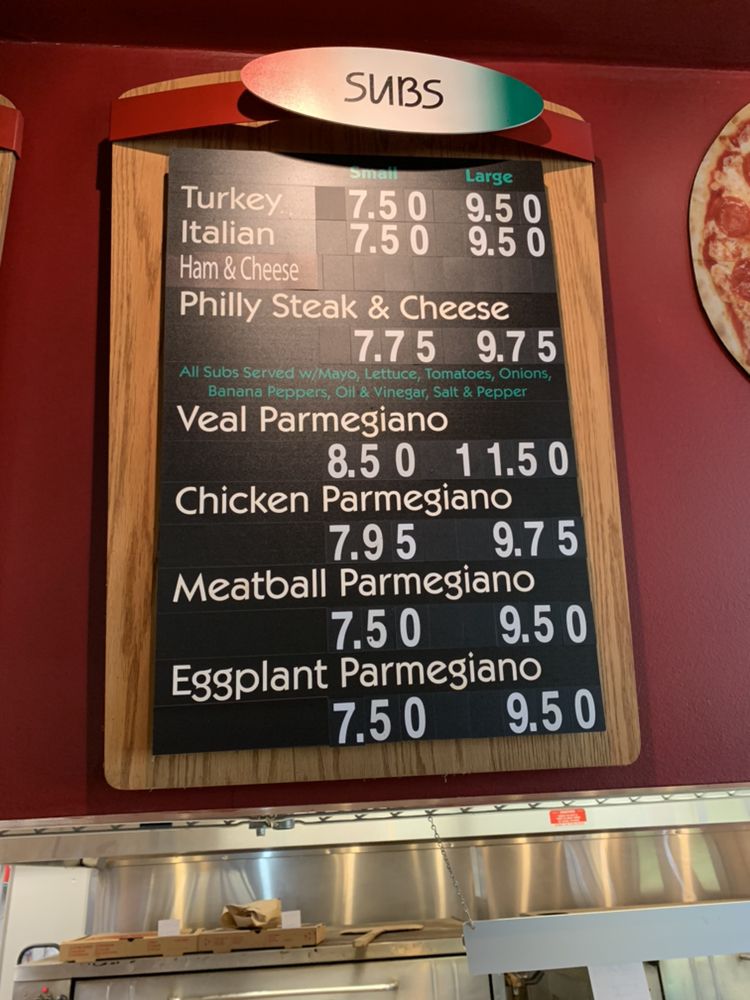 SUBS
Small Large
Turkey 7.50 9.50
Italian 7.50 9.50
Ham & Cheese
Philly Steak & Cheese
7.75 9.75
All Subs Served w/Mayo, Lettuce, Tomatoes, Onions,
Banana Peppers, Oil & Vinegar, Salt & Pepper
Veal Parmegiano
8.50 11.50
Chicken Parmegiano
7.95 9.75
Meatball Parmegiano
7.50 9.50
Eggplant Parmegiano
7.50 9.50